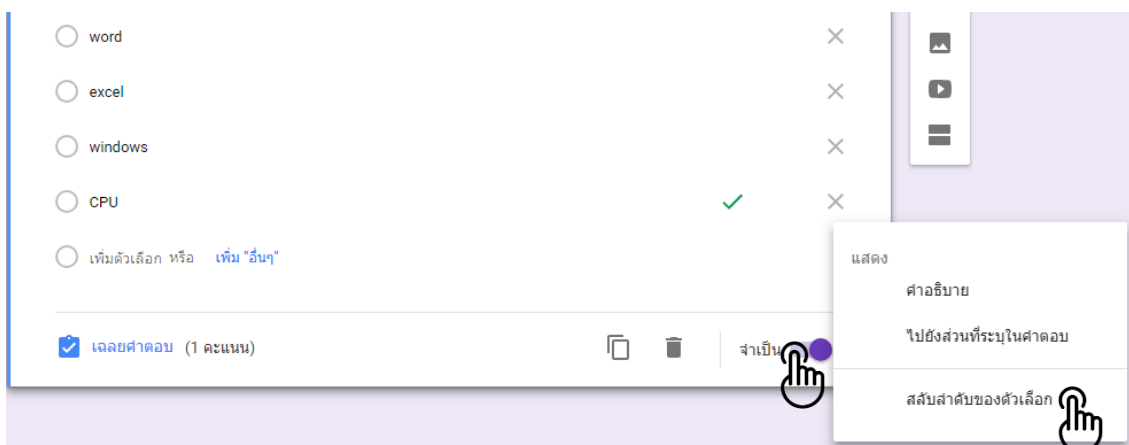 word
excel
windows
CPU
เพิ่มตัวเลือก หรือ เพิ่ม "อื่นๆ"
เฉลยคำตอบ (1 คะแนน)
จำเป็น
แสดง
คำอธิบาย
ไปยังส่วนที่ระบุในคำตอบ
สลับลำดับของตัวเลือก